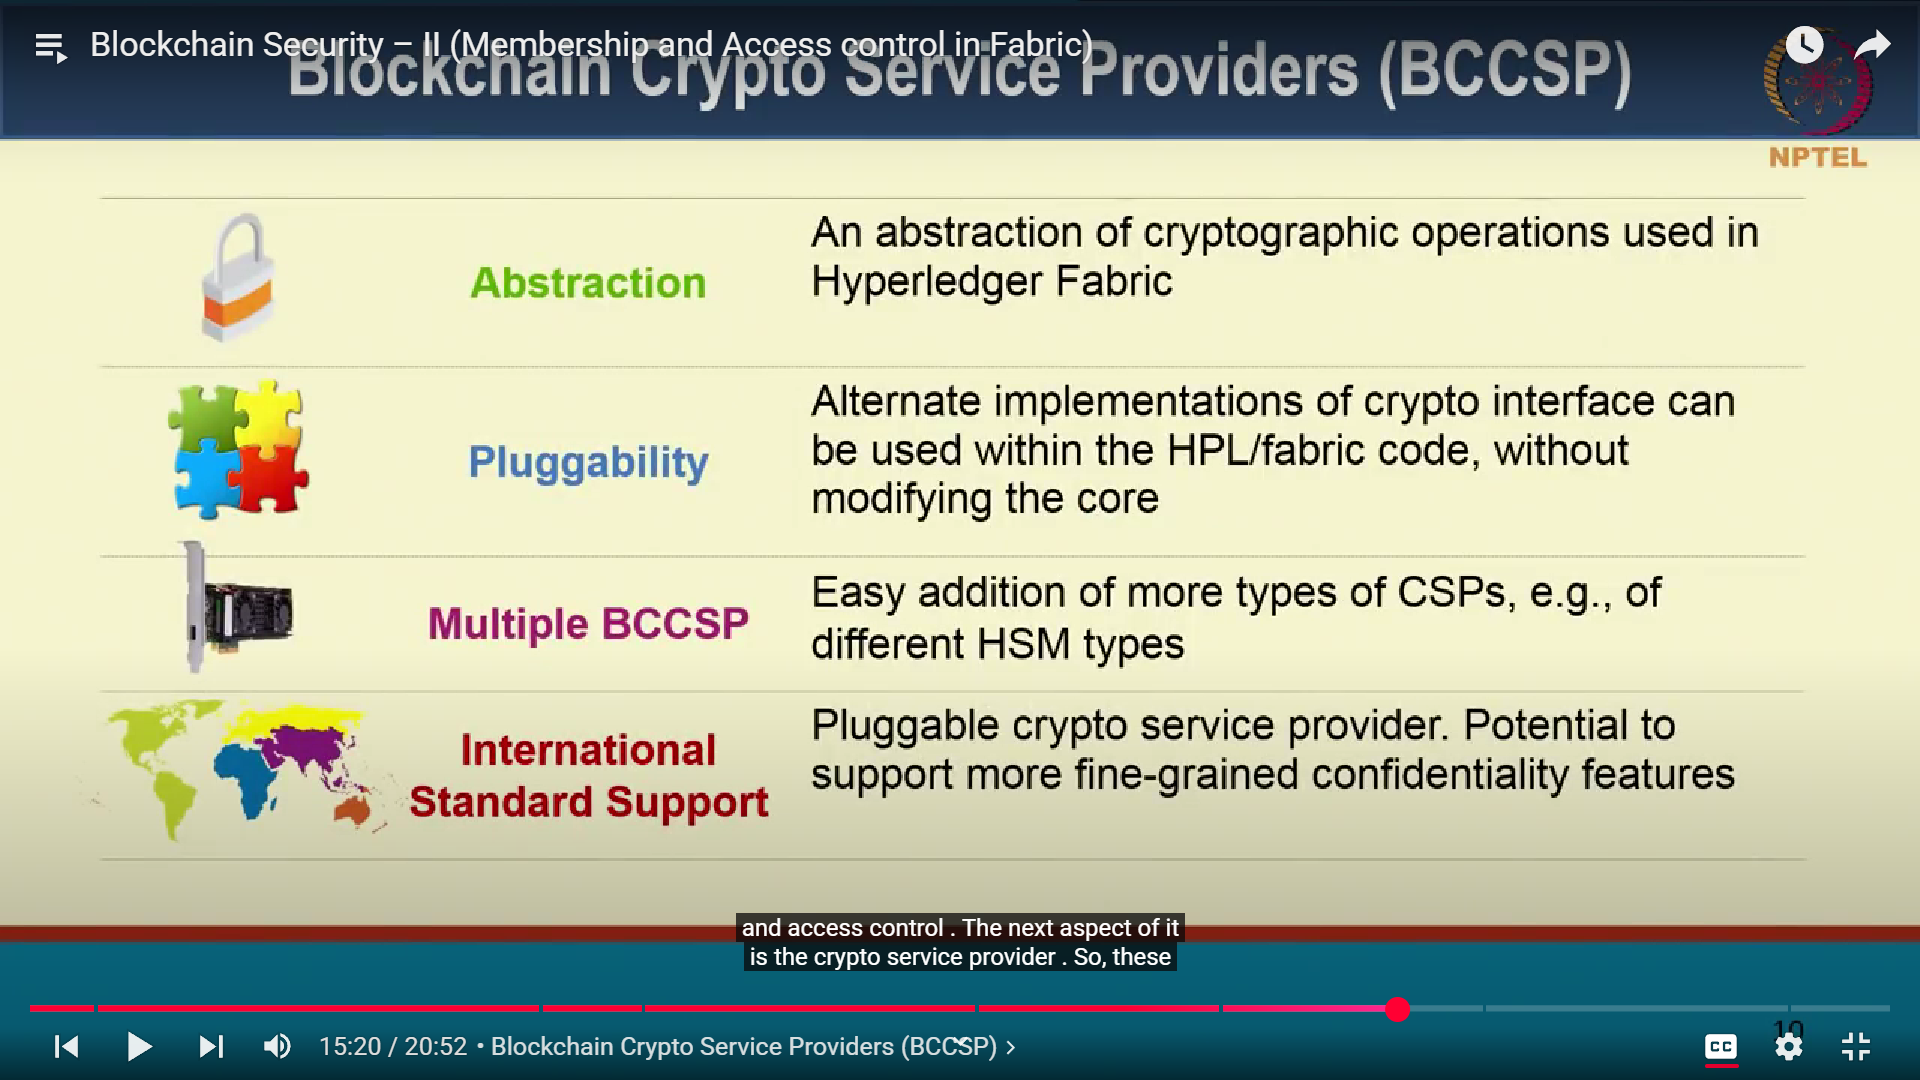 Blockchain Security – II (Membership and Access control in Fabric)
Blockchain Crypto Service Providers (BCCSP)
NPTEL
Abstraction
An abstraction of cryptographic operations used in
Hyperledger Fabric
Pluggability
Alternate implementations of crypto interface can
be used within the HPL/fabric code, without
modifying the core
Multiple BCCSP
Easy addition of more types of CSPs, e.g., of
different HSM types
International
Standard Support
Pluggable crypto service provider. Potential to
support more fine-grained confidentiality features
and access control . The next aspect of it
is the crypto service provider . So, these
10
15:20 / 20:52 • Blockchain Crypto Service Providers (BCCSP) >
CC